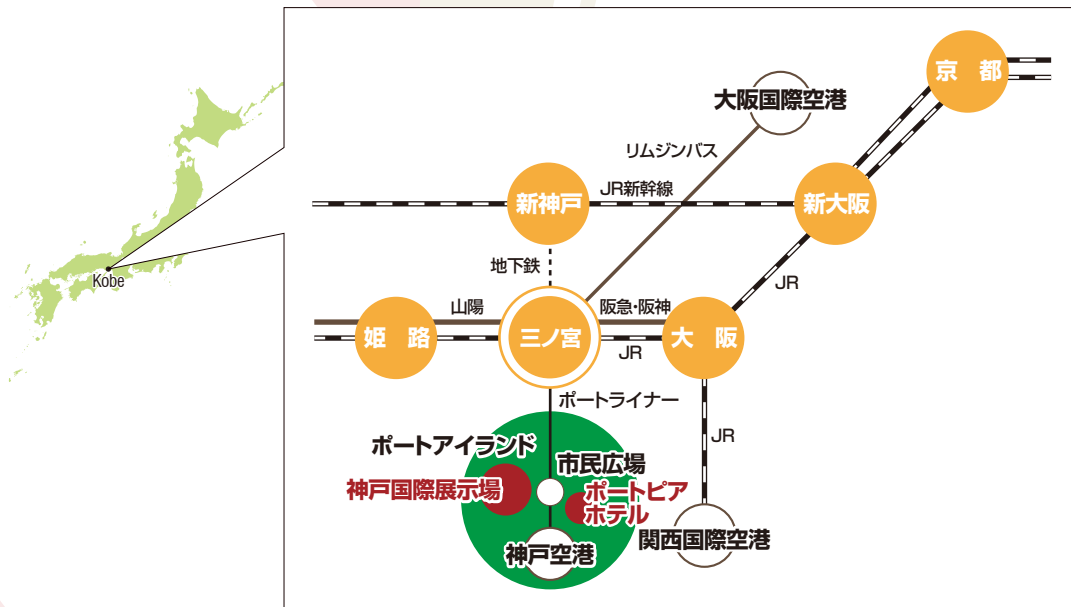 京　都
大阪国際空港
リムジンバス
JR新幹線
新神戸
新大阪
地下鉄
Kobe
JR
山陽
阪急・阪神
姫　路
三ノ宮
大　阪
JR
ポートライナー
ポートアイランド
JR
市民広場
神戸国際展示場
ポートピア
ホテル
関西国際空港
神戸空港